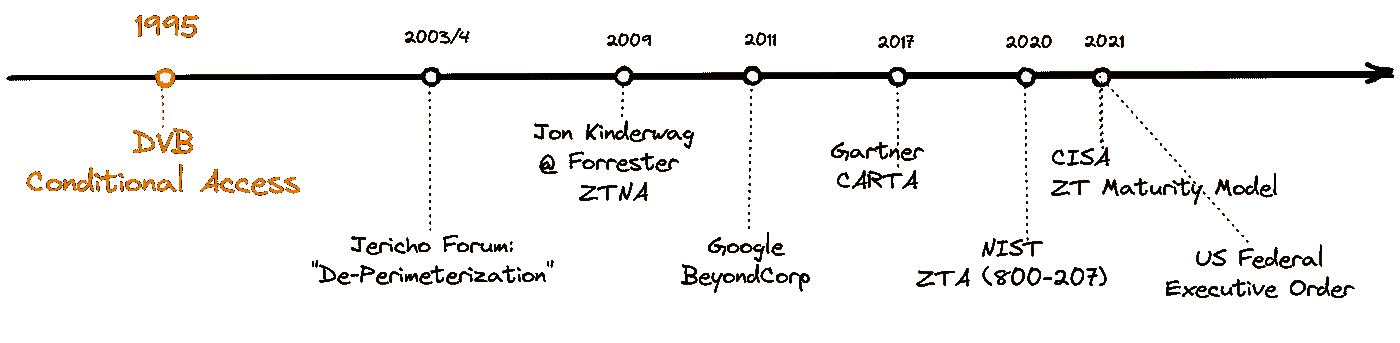 1995
2003/4
2009
2011
2017
2020
2021
DVB
Conditional Access
Jericho Forum:
"De-Perimeterization"
Jon Kinderwag
@ Forrester
ZTNA
Google
BeyondCorp
Gartner
CARTA
NIST
ZTA (800-207)
CISA
ZT Maturity Model
US Federal
Executive Order